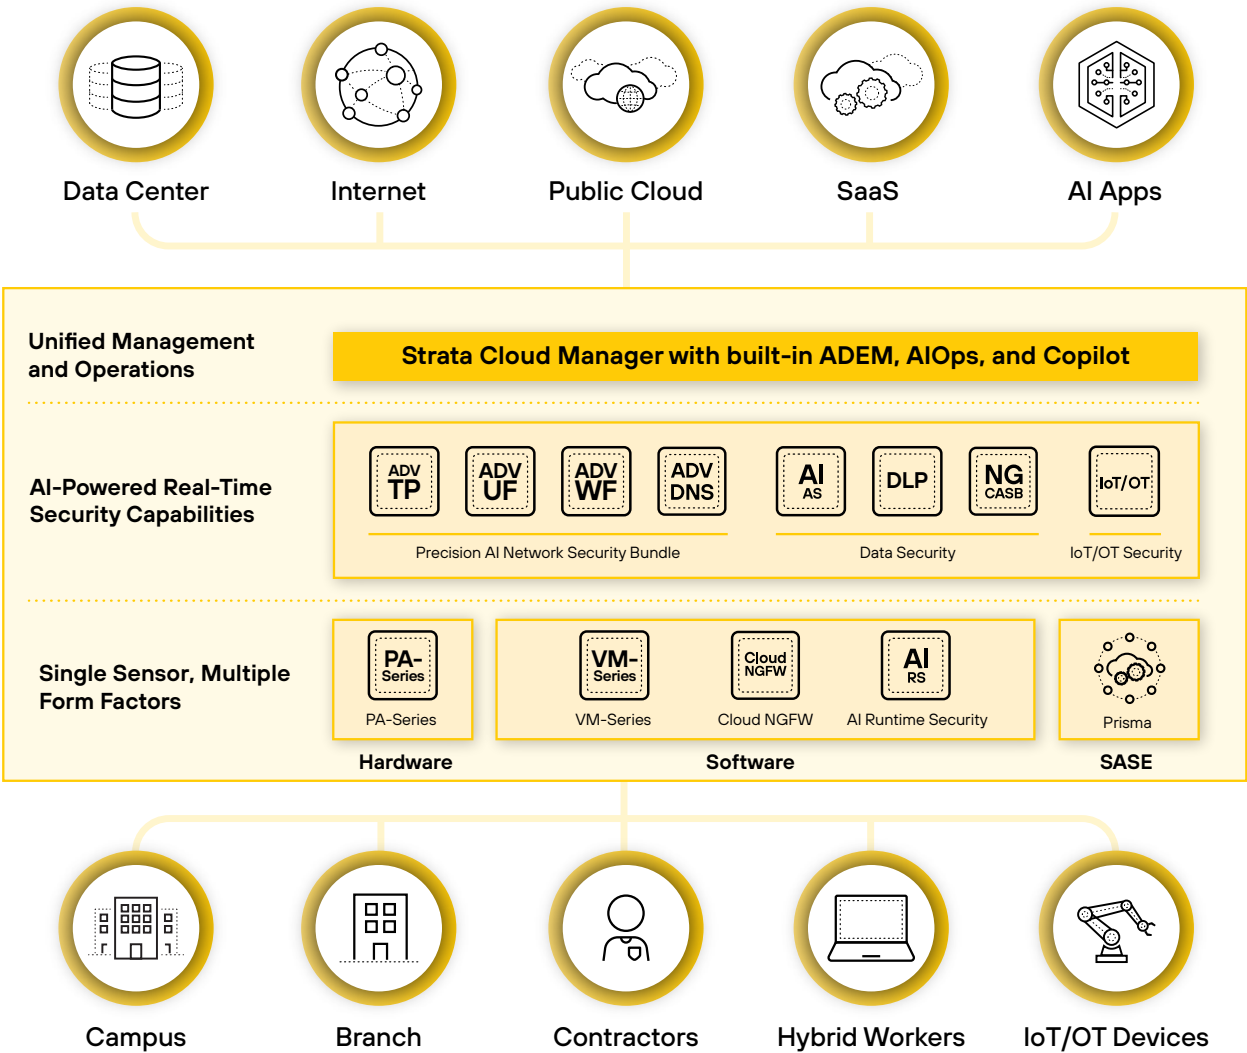 Data Center
Internet
Public Cloud
SaaS
AI Apps
Unified Management
and Operations
Strata Cloud Manager with built-in ADEM, AIOps, and Copilot
AI-Powered Real-Time
Security Capabilities
ADV
TP
ADV
UF
ADV
WF
ADV
DNS
AI
AS
DLP
NG
CASB
IoT/OT
Precision AI Network Security Bundle
Data Security
IoT/OT Security
Single Sensor, Multiple
Form Factors
PA-
Series
VM-
Series
Cloud
NGFW
AI
RS
PA-Series
VM-Series
Cloud NGFW
AI Runtime Security
Prisma
Hardware
Software
SASE
Campus
Branch
Contractors
Hybrid Workers
IoT/OT Devices